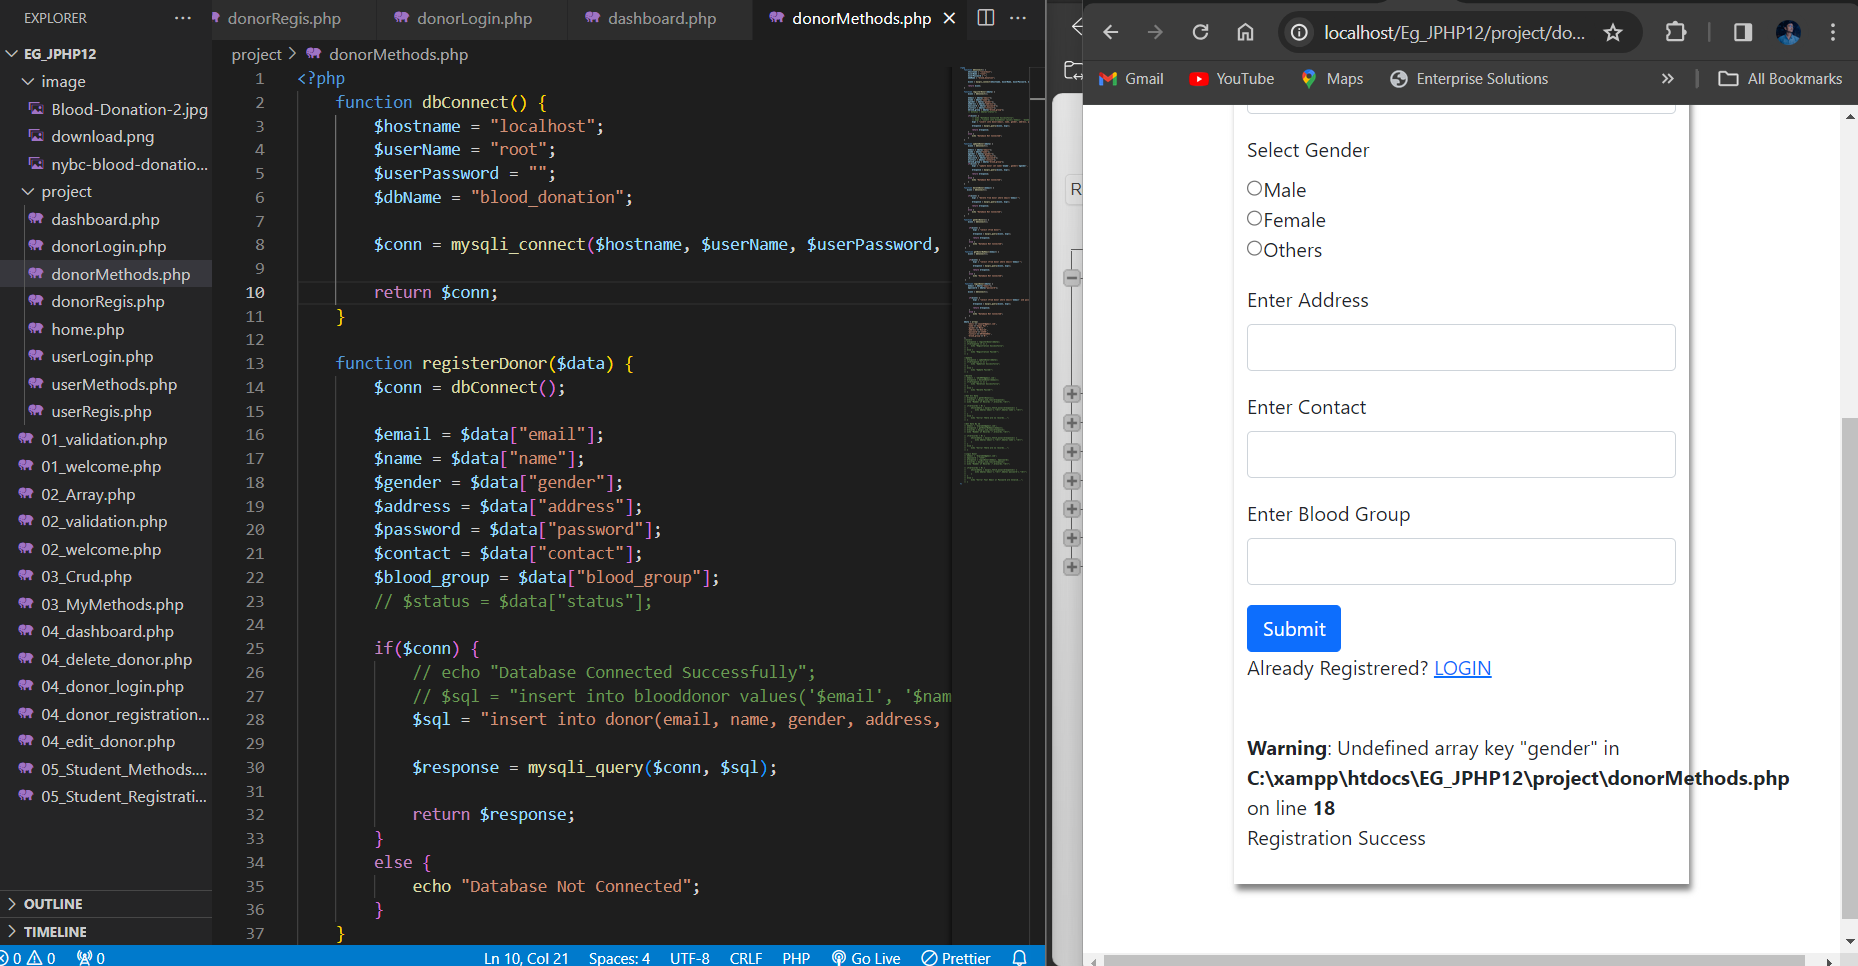 EXPLORER
EG_JPHP12
image
Blood-Donation-2.jpg
download.png
nybc-blood-donatio...
project
dashboard.php
donorLogin.php
donorMethods.php
donorRegis.php
home.php
userLogin.php
userMethods.php
userRegis.php
01_validation.php
01_welcome.php
02_Array.php
02_validation.php
02_welcome.php
03_Crud.php
03_MyMethods.php
04_dashboard.php
04_delete_donor.php
04_donor_login.php
04_donor_registration...
04_edit_donor.php
05_Student_Methods....
05_Student_Registrati...
OUTLINE
TIMELINE
donorRegis.php donorLogin.php dashboard.php donorMethods.php
project > donorMethods.php
1 <?php
2 function dbConnect() {
3 $hostname = "localhost";
4 $userName = "root";
5 $userPassword = "";
6 $dbName = "blood_donation";
7
8 $conn = mysqli_connect($hostname, $userName, $userPassword,
9
10 return $conn;
11 }
12
13 function registerDonor($data) {
14 $conn = dbConnect();
15
16 $email = $data["email"];
17 $name = $data["name"];
18 $gender = $data["gender"];
19 $address = $data["address"];
20 $password = $data["password"];
21 $contact = $data["contact"];
22 $blood_group = $data["blood_group"];
23 // $status = $data["status"];
24
25 if($conn) {
26 // echo "Database Connected Successfully";
27 // $sql = "insert into blooddonor values('$email', '$nam
28 $sql = "insert into donor(email, name, gender, address,
29
30 $response = mysqli_query($conn, $sql);
31
32 return $response;
33 }
34 else {
35 echo "Database Not Connected";
36 }
37 }
0 0 0 Ln 10, Col 21 Spaces: 4 UTF-8 CRLF PHP Go Live Prettier
R
localhost/Eg_JPHP12/project/do...
Gmail YouTube Maps Enterprise Solutions » All Bookmarks
Select Gender
Male
Female
Others
Enter Address
Enter Contact
Enter Blood Group
Submit
Already Registrered? LOGIN
Warning: Undefined array key "gender" in
C:\xampp\htdocs\EG_JPHP12\project\donorMethods.php
on line 18
Registration Success